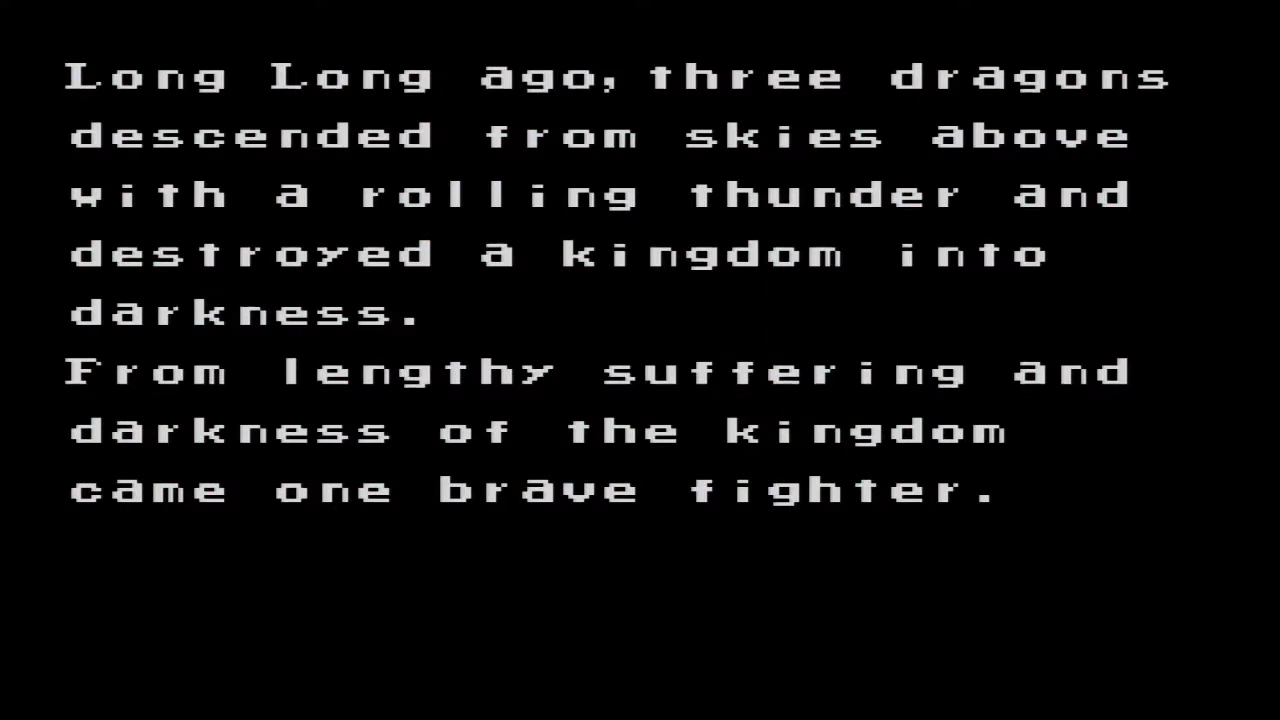 Long Long ago, three dragons
descended from skies above
with a rolling thunder and
destroyed a kingdom into
darkness.
From lengthy suffering and
darkness of the kingdom
came one brave fighter.